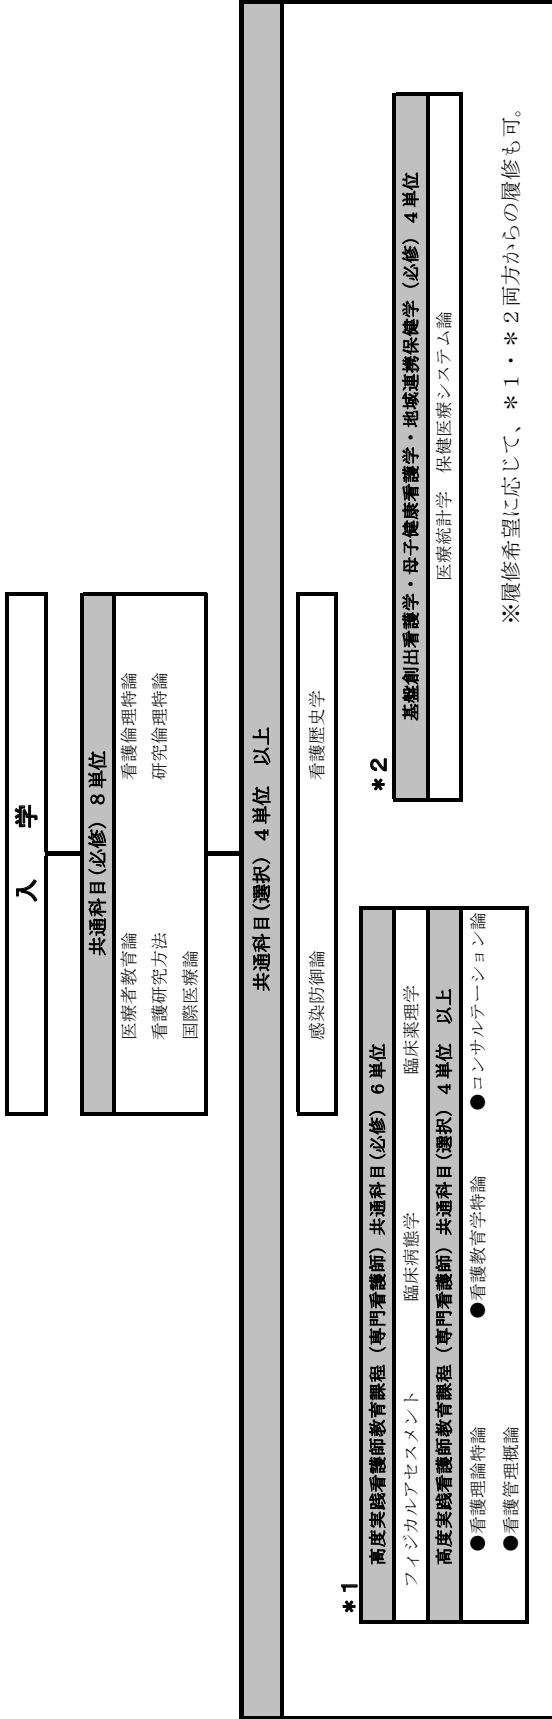 入 学
共通科目(必修) 8単位
医療者教育論 看護倫理特論
看護研究方法 研究倫理特論
国際医療論
共通科目(選択) 4単位 以上
感染防御論 看護歴史学
*1
高度実践看護師教育課程（専門看護師）共通科目(必修) 6単位
フィジカルアセスメント 臨床病態学 臨床薬理学
高度実践看護師教育課程（専門看護師）共通科目(選択) 4単位 以上
●看護理論特論 ●看護教育学特論 ●コンサルテーション論
●看護管理概論
*2
基盤創出看護学・母子健康看護学・地域連携保健学（必修） 4単位
医療統計学 保健医療システム論
※履修希望に応じて、*1・*2両方からの履修も可。